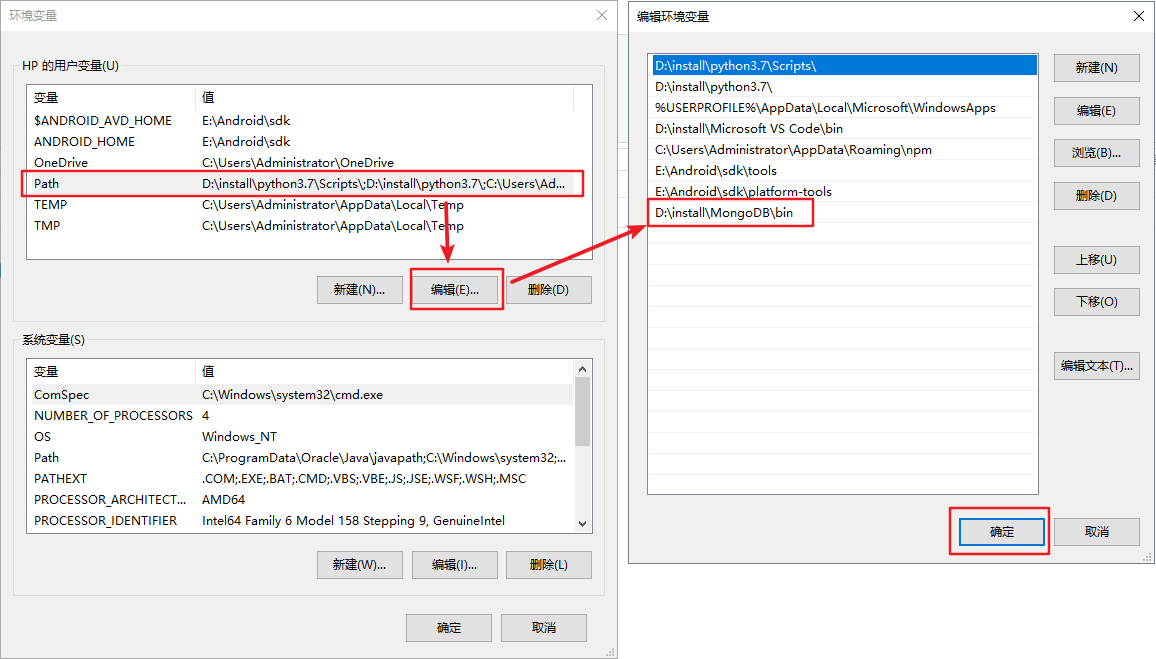 环境变量
HP 的用户变量(U)
变量 值
$ANDROID_AVD_HOME E:\Android\sdk
ANDROID_HOME E:\Android\sdk
OneDrive C:\Users\Administrator\OneDrive
Path D:\install\python3.7\Scripts\;D:\install\python3.7\;C:\Users\Ad...
TEMP C:\Users\Administrator\AppData\Local\Temp
TMP C:\Users\Administrator\AppData\Local\Temp
新建(N)... 编辑(E)... 删除(D)
系统变量(S)
变量 值
ComSpec C:\Windows\system32\cmd.exe
NUMBER_OF_PROCESSORS 4
OS Windows_NT
Path C:\ProgramData\Oracle\Java\javapath;C:\Windows\system32;...
PATHEXT .COM;.EXE;.BAT;.CMD;.VBS;.VBE;.JS;.JSE;.WSF;.WSH;.MSC
PROCESSOR_ARCHITECT... AMD64
PROCESSOR_IDENTIFIER Intel64 Family 6 Model 158 Stepping 9, GenuineIntel
新建(W)... 编辑(I)... 删除(L)
确定 取消
编辑环境变量
D:\install\python3.7\Scripts\
D:\install\python3.7\
%USERPROFILE%\AppData\Local\Microsoft\WindowsApps
D:\install\Microsoft VS Code\bin
C:\Users\Administrator\AppData\Roaming\npm
E:\Android\sdk\tools
E:\Android\sdk\platform-tools
D:\install\MongoDB\bin
新建(N)
编辑(E)
浏览(B)...
删除(D)
上移(U)
下移(O)
编辑文本(T)...
确定 取消